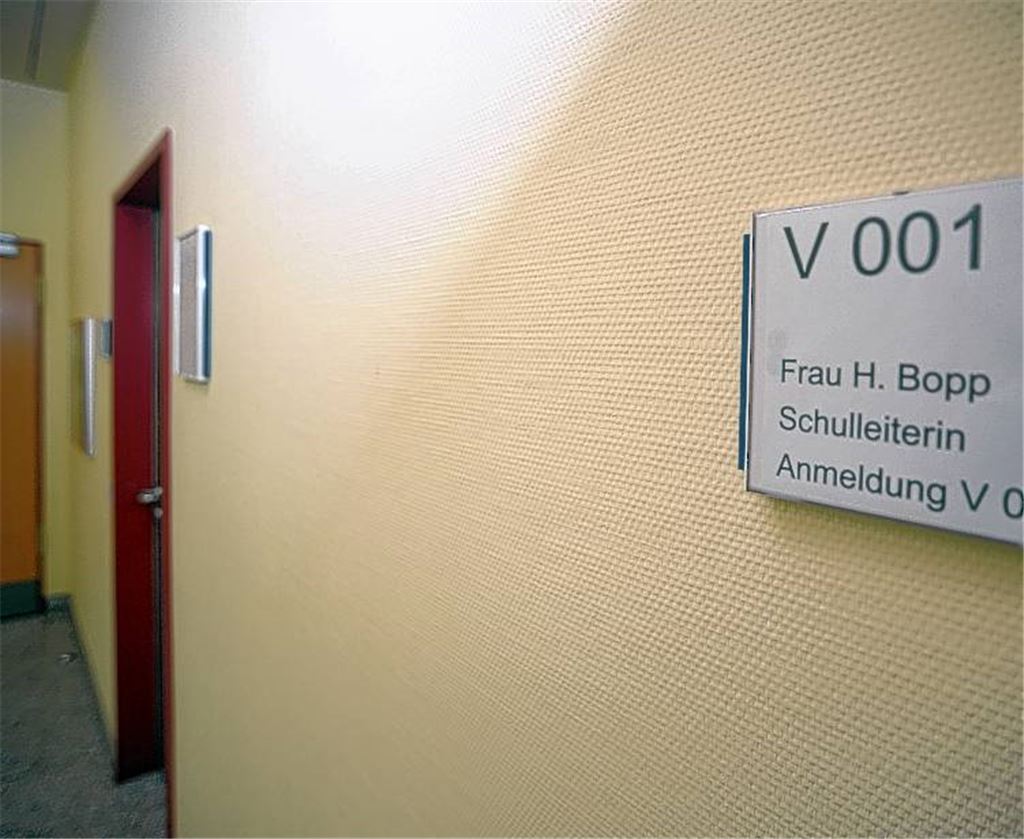 V 001
Frau H. Bopp
Schulleiterin
Anmeldung V 0